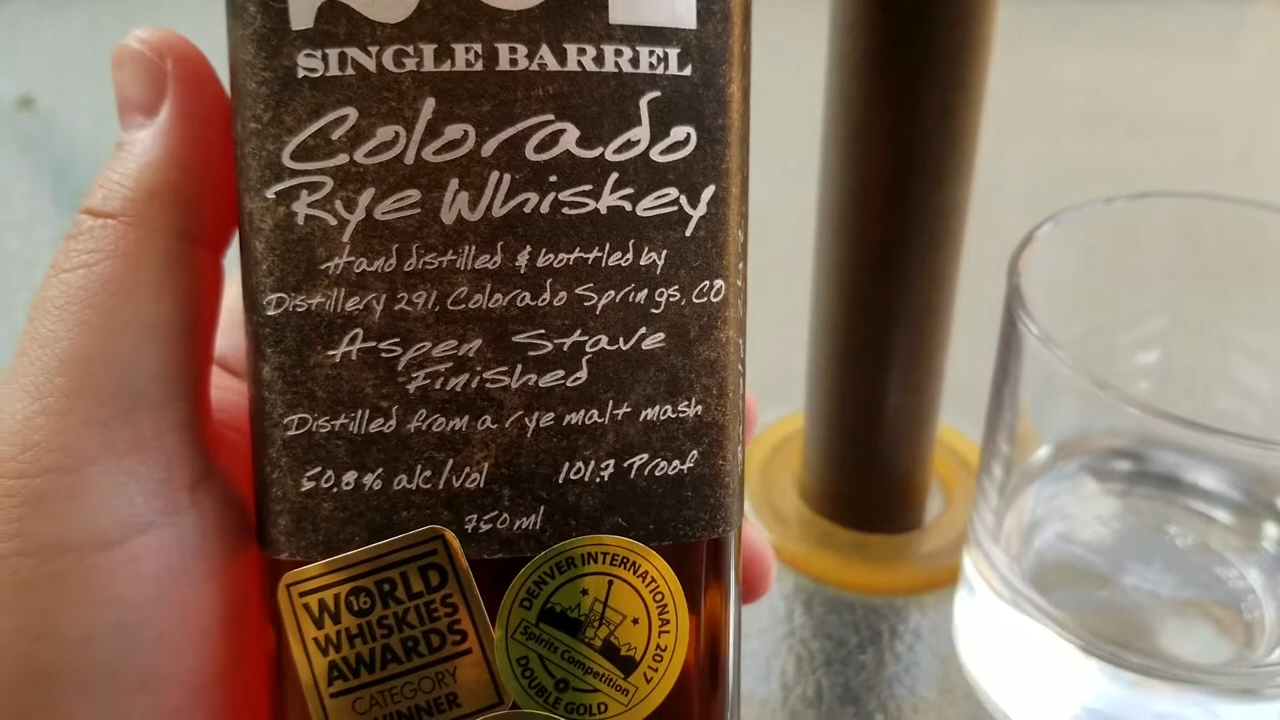 SINGLE BARREL
Colorado
Rye Whiskey
Hand distilled & bottled by
Distillery 291, Colorado Springs, CO
Aspen Stave
Finished
Distilled from a rye malt mash
50.8% alc/vol 101.7 Proof
750ml
WORLD
16
WHISKIES
AWARDS
CATEGORY
WINNER
DENVER INTERNATIONAL 2017
Spirits Competition
DOUBLE GOLD